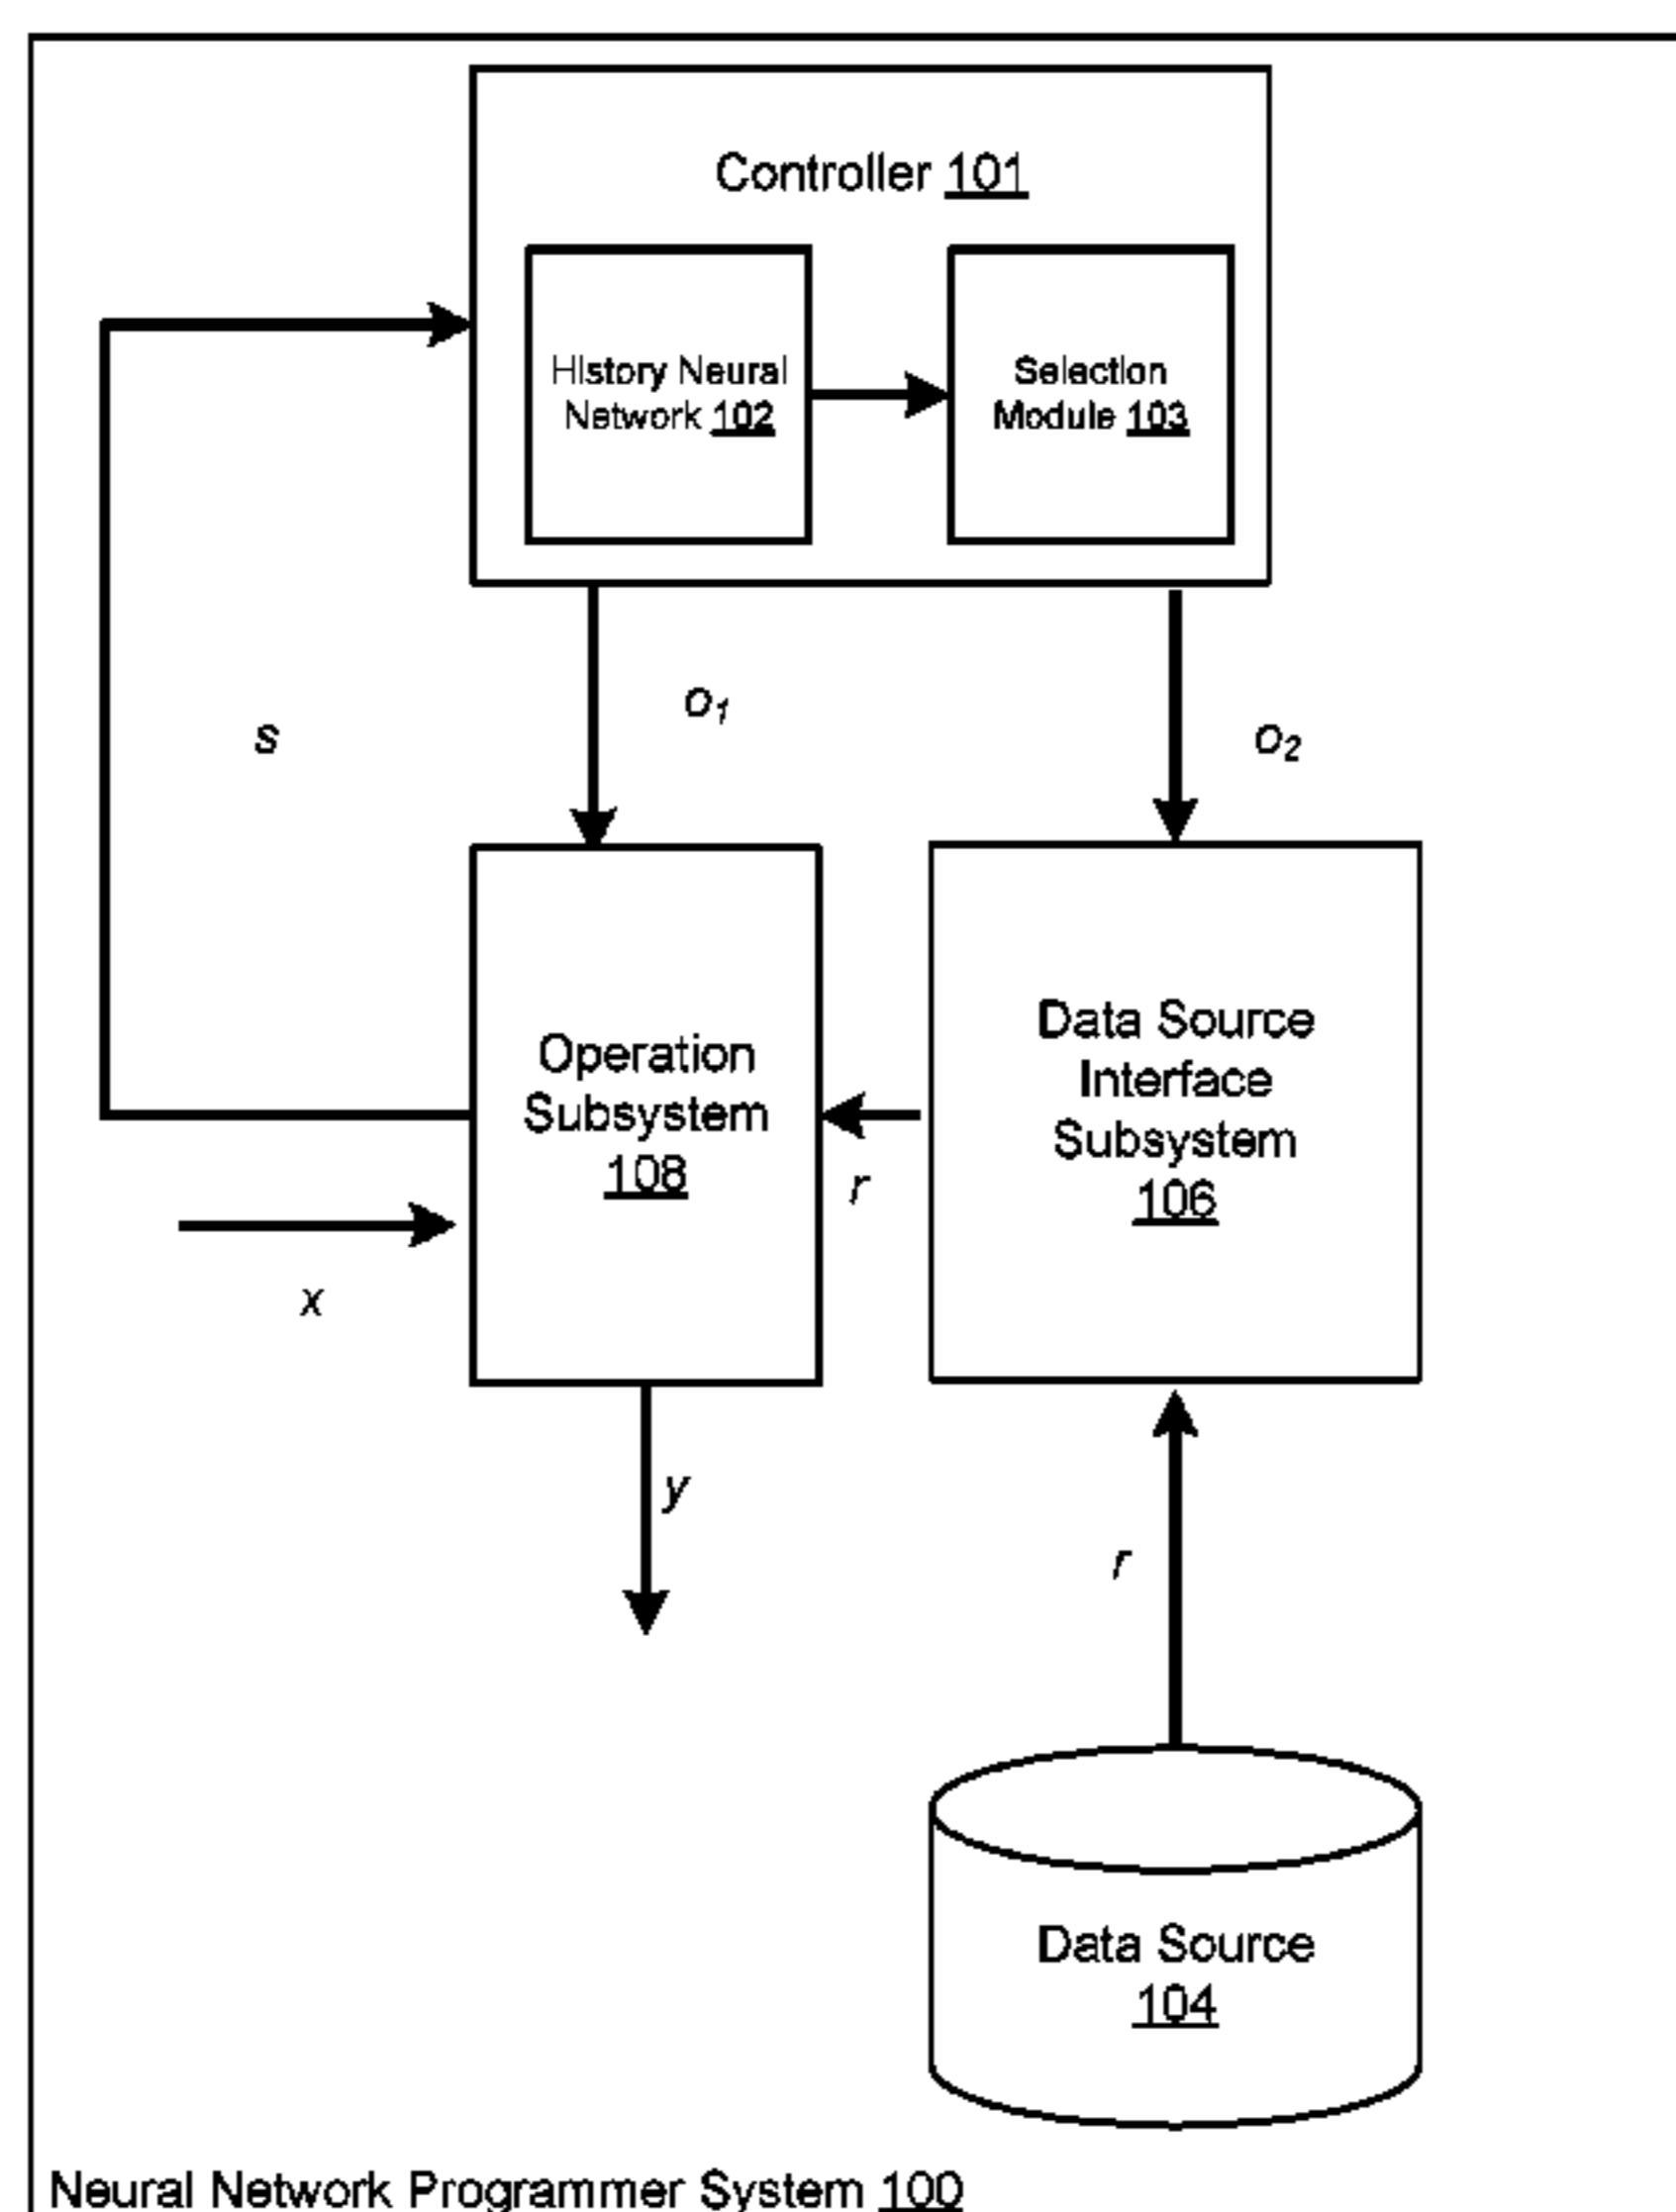 Controller 101
History Neural
Network 102
Selection
Module 103
s
o1
o2
Operation
Subsystem
108
Data Source
Interface
Subsystem
106
r
x
y
r
Data Source
104
Neural Network Programmer System 100